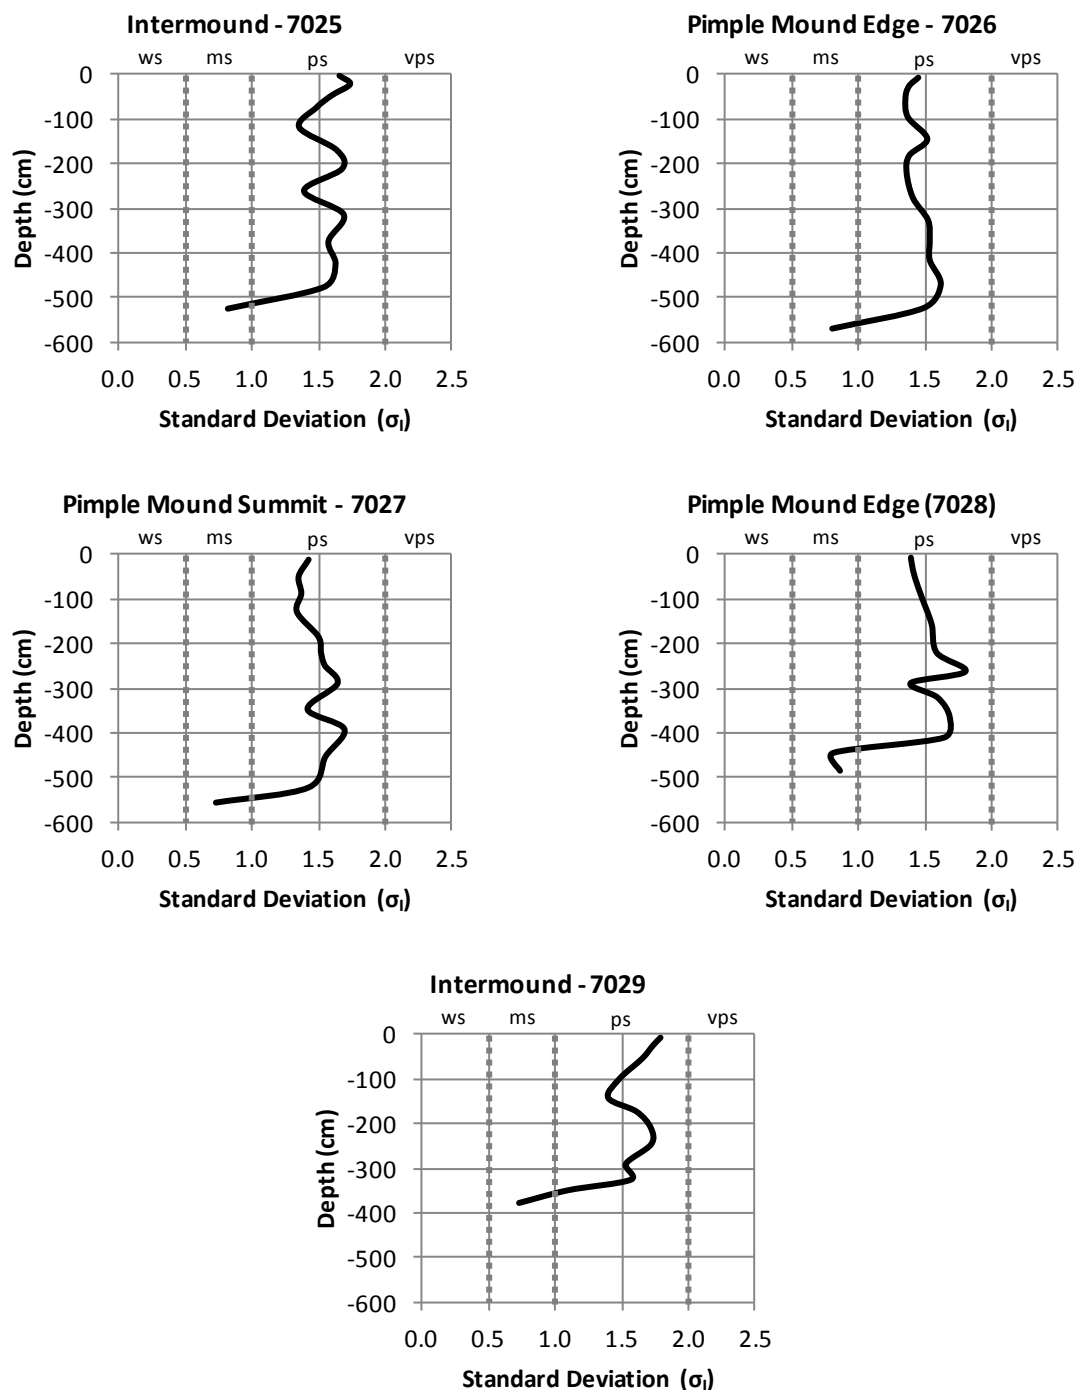 Intermound - 7025
ws ms ps vps
0
-100
-200
-300
-400
-500
-600
Depth (cm)
0.0 0.5 1.0 1.5 2.0 2.5
Standard Deviation (σI)
Pimple Mound Edge - 7026
ws ms ps vps
0
-100
-200
-300
-400
-500
-600
Depth (cm)
0.0 0.5 1.0 1.5 2.0 2.5
Standard Deviation (σI)
Pimple Mound Summit - 7027
ws ms ps vps
0
-100
-200
-300
-400
-500
-600
Depth (cm)
0.0 0.5 1.0 1.5 2.0 2.5
Standard Deviation (σI)
Pimple Mound Edge (7028)
ws ms ps vps
0
-100
-200
-300
-400
-500
-600
Depth (cm)
0.0 0.5 1.0 1.5 2.0 2.5
Standard Deviation (σI)
Intermound - 7029
ws ms ps vps
0
-100
-200
-300
-400
-500
-600
Depth (cm)
0.0 0.5 1.0 1.5 2.0 2.5
Standard Deviation (σI)